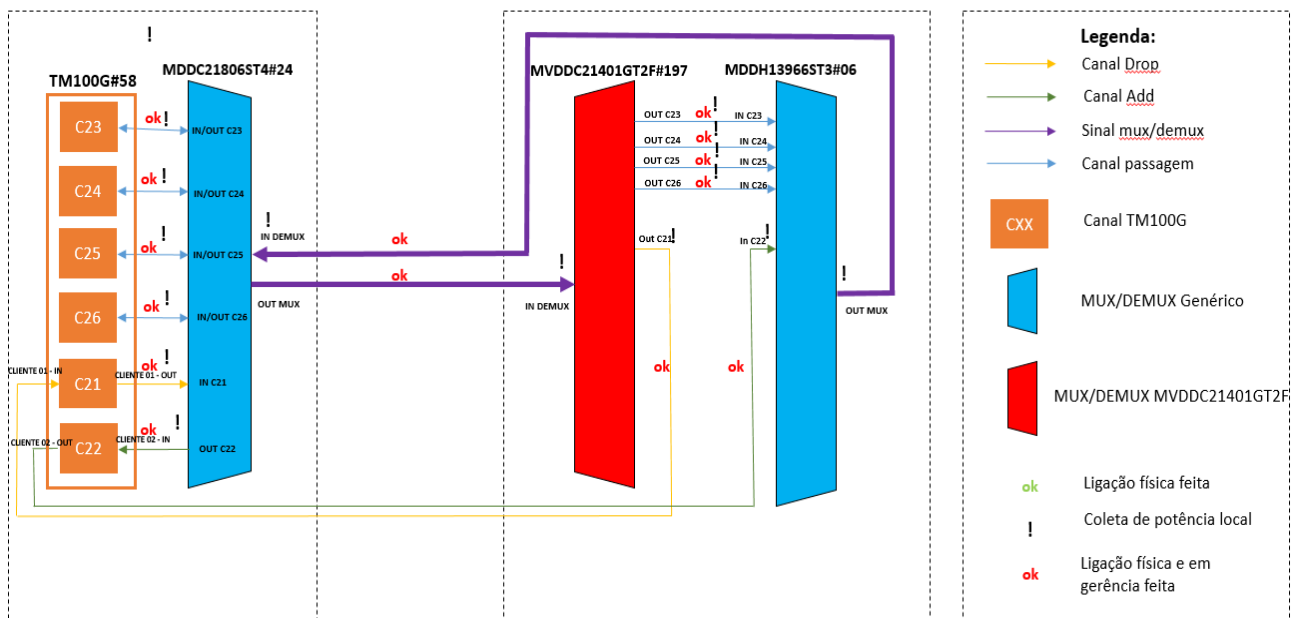 !
TM100G#58
MDDC21806ST4#24
C23
ok
!
IN/OUT C23
C24
ok
!
IN/OUT C24
C25
ok
!
IN/OUT C25
C26
ok
!
IN/OUT C26
CLIENTE 01 - IN
C21
CLIENTE 01 - OUT
ok
!
IN C21
CLIENTE 02 - OUT
C22
CLIENTE 02 - IN
ok
!
OUT C22
!
IN DEMUX
ok
OUT MUX
ok
MVDDC21401GT2F#197
MDDH13966ST3#06
!
IN DEMUX
OUT C23
ok
!
IN C23
OUT C24
ok
!
IN C24
OUT C25
ok
!
IN C25
OUT C26
ok
!
IN C26
Out C21
!
In C22
!
ok
ok
!
OUT MUX
Legenda:
Canal Drop
Canal Add
Sinal mux/demux
Canal passagem
CXX
Canal TM100G
MUX/DEMUX Genérico
MUX/DEMUX MVDDC21401GT2F
ok
Ligação física feita
!
Coleta de potência local
ok
Ligação física e em
gerência feita